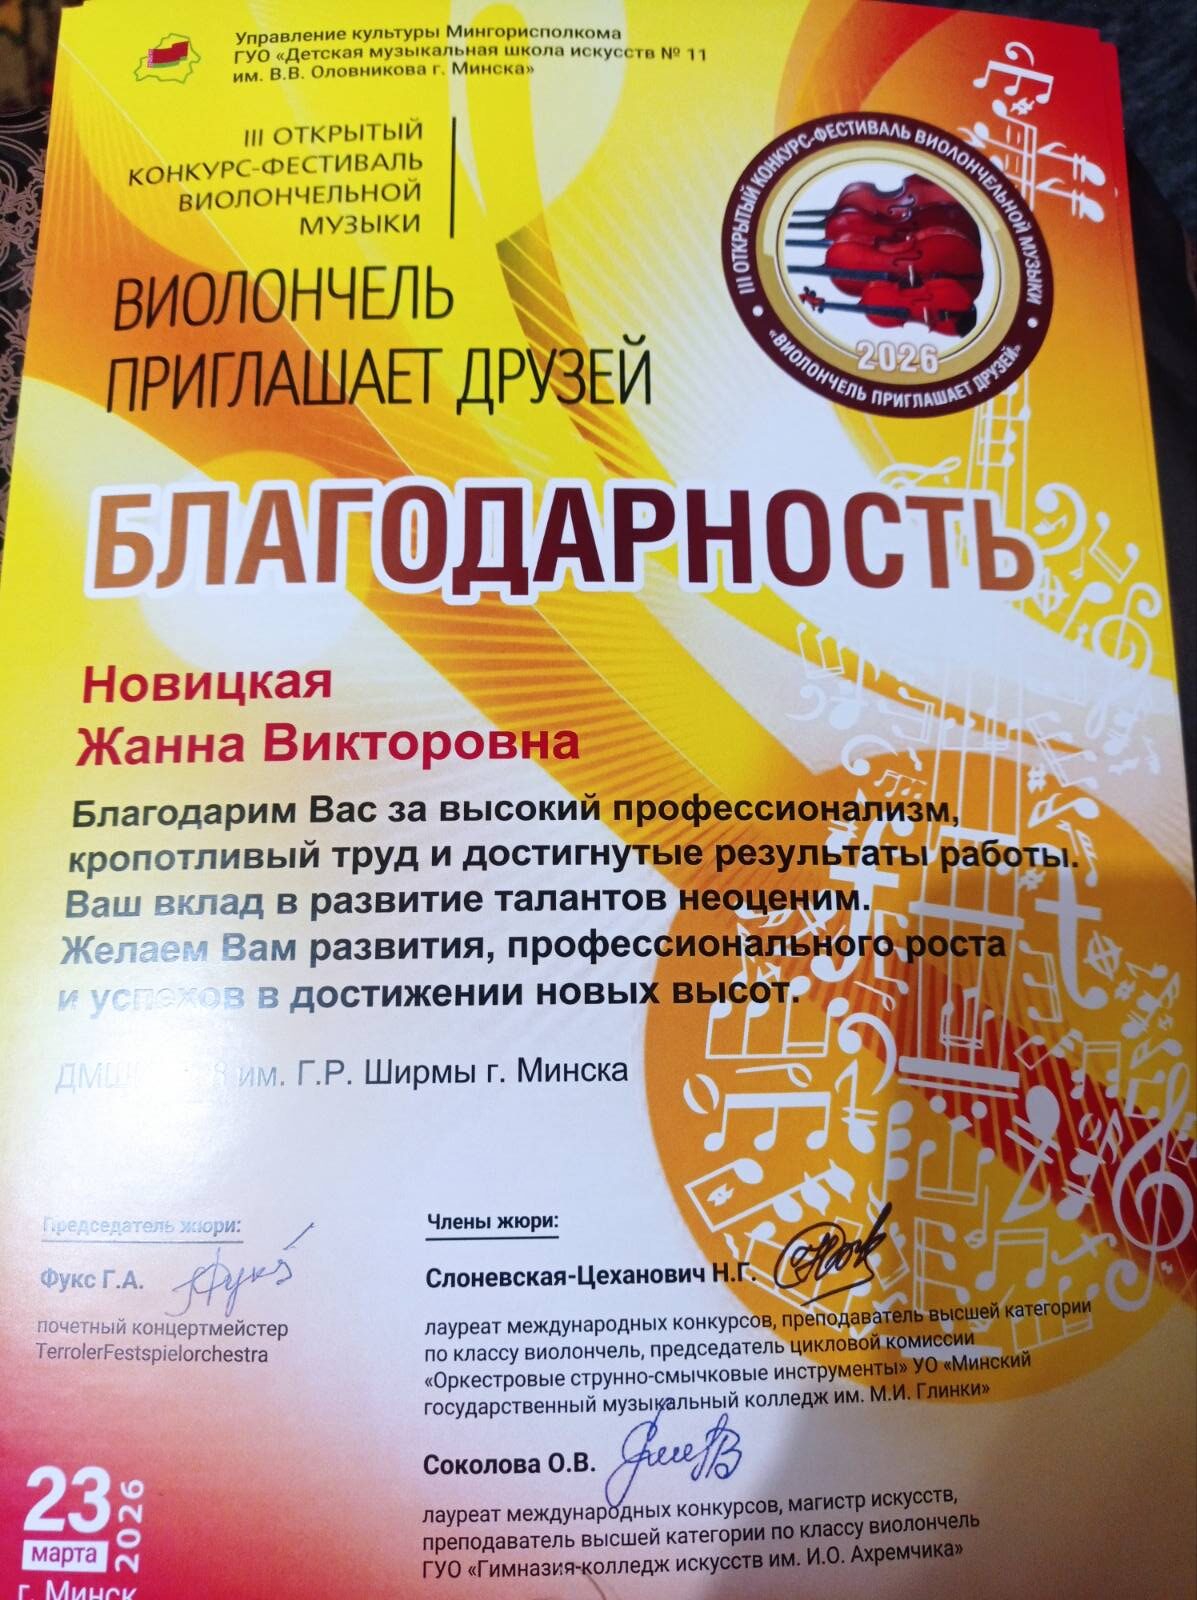 Управление культуры Мингорисполкома
ГУО «Детская музыкальная школа искусств № 11
им. В.В. Оловникова г. Минска»
III ОТКРЫТЫЙ
КОНКУРС-ФЕСТИВАЛЬ
ВИОЛОНЧЕЛЬНОЙ
МУЗЫКИ
ВИОЛОНЧЕЛЬ
ПРИГЛАШАЕТ ДРУЗЕЙ
III ОТКРЫТЫЙ КОНКУРС-ФЕСТИВАЛЬ ВИОЛОНЧЕЛЬНОЙ МУЗЫКИ
2026
«ВИОЛОНЧЕЛЬ ПРИГЛАШАЕТ ДРУЗЕЙ»
БЛАГОДАРНОСТЬ
Новицкая
Жанна Викторовна
Благодарим Вас за высокий профессионализм,
кропотливый труд и достигнутые результаты работы.
Ваш вклад в развитие талантов неоценим.
Желаем Вам развития, профессионального роста
и успехов в достижении новых высот.
им. Г.Р. Ширмы г. Минска
Председатель жюри:
Фукс Г.А.
Фукс
почетный концертмейстер
TerrolerFestspielorchestra
Члены жюри:
Слоневская-Цеханович Н.Г.
лауреат международных конкурсов, преподаватель высшей категории
по классу виолончель, председатель цикловой комиссии
«Оркестровые струнно-смычковые инструменты» УО «Минский
государственный музыкальный колледж им. М.И. Глинки»
Соколова О.В.
лауреат международных конкурсов, магистр искусств,
преподаватель высшей категории по классу виолончель
ГУО «Гимназия-колледж искусств им. И.О. Ахремчика»
23
марта
2026
г. Минск